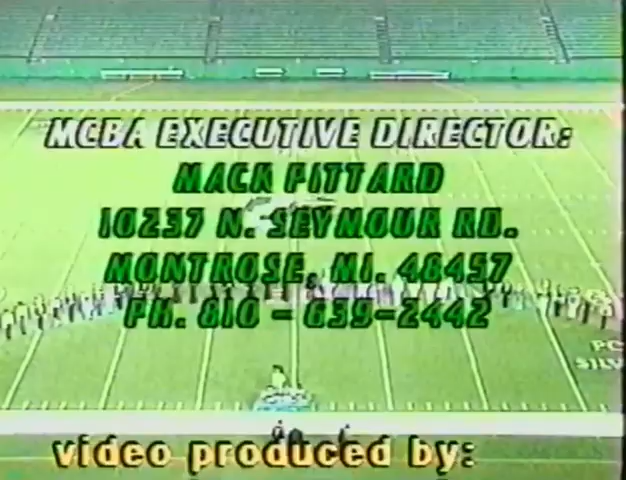 MCBA EXECUTIVE DIRECTOR:
MACK PITTARD
10237 N. SEYMOUR RD.
MONTROSE, MI. 48457
PH. 810 - 639-2442
video produced by: